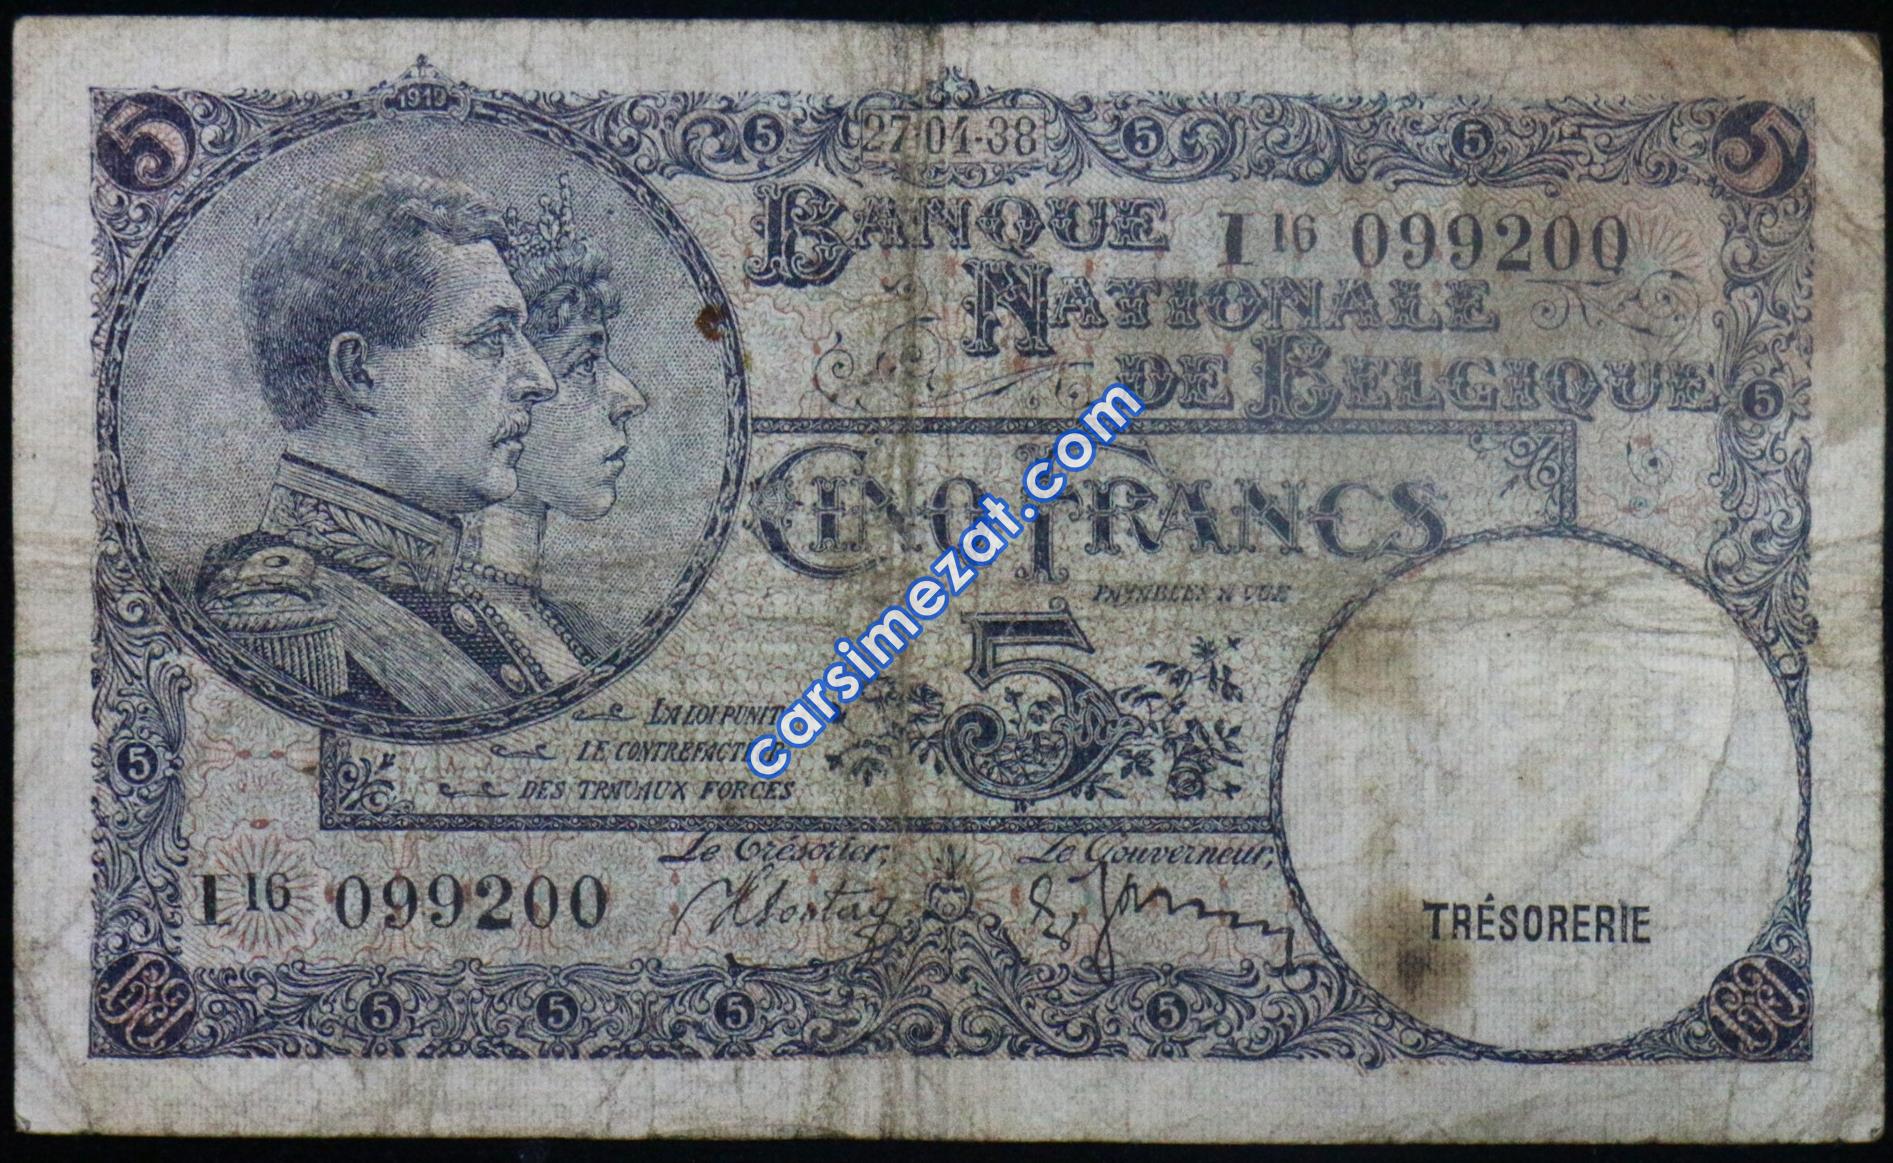 1919
5 5 27-04-38 5 5 5
BANQUE I16 099200
NATIONALE
DE BELGIQUE 5
CINQ FRANCS
PAYABLES A VUE
5
carsimezat.com
LA LOI PUNIT
LE CONTREFACTEUR
5 DES TRAVAUX FORCES
Le Trésorier, Le Gouverneur,
I16 099200
TRÉSORERIE
5 5 5 5